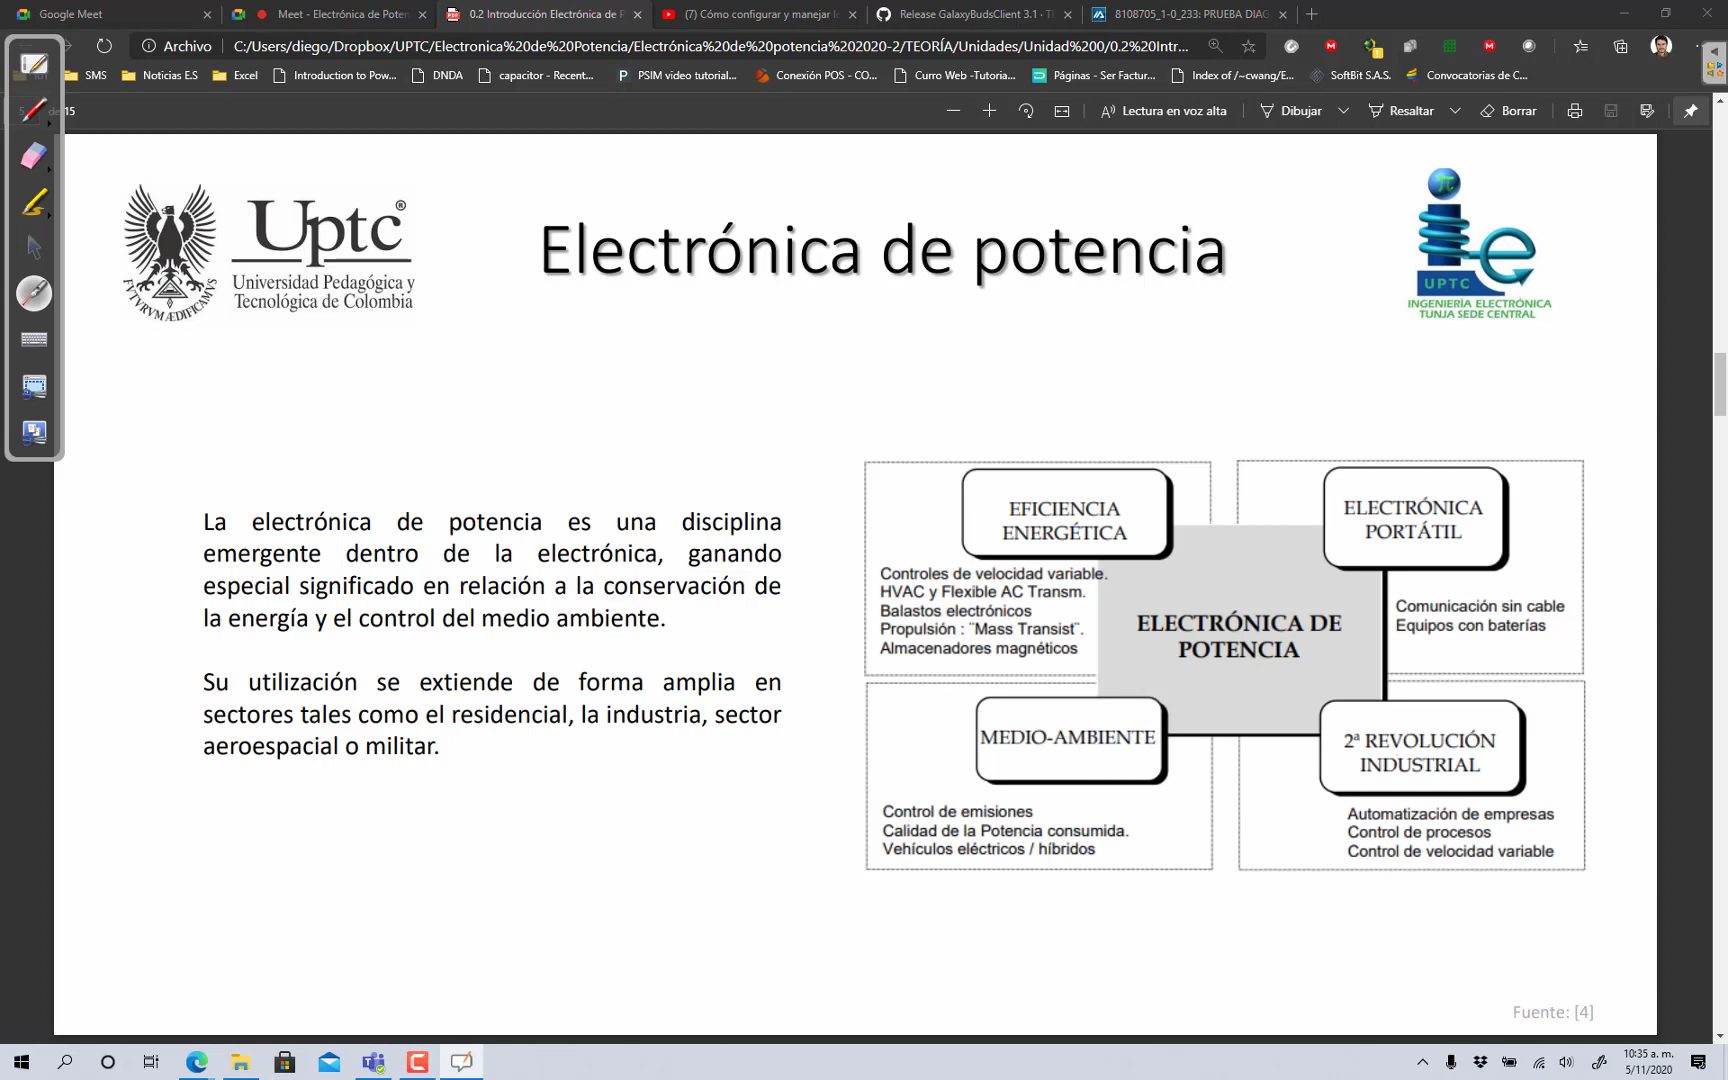 Google Meet
Meet - Electrónica de Poten
0.2 Introducción Electrónica de P
(7) Cómo configurar y manejar lo
Release GalaxyBudsClient 3.1 · T
8108705_1-0_233: PRUEBA DIAG
Archivo
C:/Users/diego/Dropbox/UPTC/Electronica%20de%20Potencia/Electrónica%20de%20potencia%202020-2/TEORÍA/Unidades/Unidad%200/0.2%20Intr...
SMS
Noticias E.S
Excel
Introduction to Pow...
DNDA
capacitor - Recent...
PSIM video tutorial...
Conexión POS - CO...
Curro Web -Tutoria...
Páginas - Ser Factur...
Index of /~cwang/E...
SoftBit S.A.S.
Convocatorias de C...
5 de 15
Lectura en voz alta
Dibujar
Resaltar
Borrar
Uptc®
Universidad Pedagógica y
Tecnológica de Colombia
FVTVRVM ÆDIFICAMVS
Electrónica de potencia
π
UPTC
INGENIERÍA ELECTRÓNICA
TUNJA SEDE CENTRAL
La electrónica de potencia es una disciplina
emergente dentro de la electrónica, ganando
especial significado en relación a la conservación de
la energía y el control del medio ambiente.
Su utilización se extiende de forma amplia en
sectores tales como el residencial, la industria, sector
aeroespacial o militar.
EFICIENCIA
ENERGÉTICA
Controles de velocidad variable.
HVAC y Flexible AC Transm.
Balastos electrónicos
Propulsión : ¨Mass Transist¨.
Almacenadores magnéticos
ELECTRÓNICA
PORTÁTIL
Comunicación sin cable
Equipos con baterías
ELECTRÓNICA DE
POTENCIA
MEDIO-AMBIENTE
Control de emisiones
Calidad de la Potencia consumida.
Vehículos eléctricos / híbridos
2ª REVOLUCIÓN
INDUSTRIAL
Automatización de empresas
Control de procesos
Control de velocidad variable
Fuente: [4]
10:35 a. m.
5/11/2020